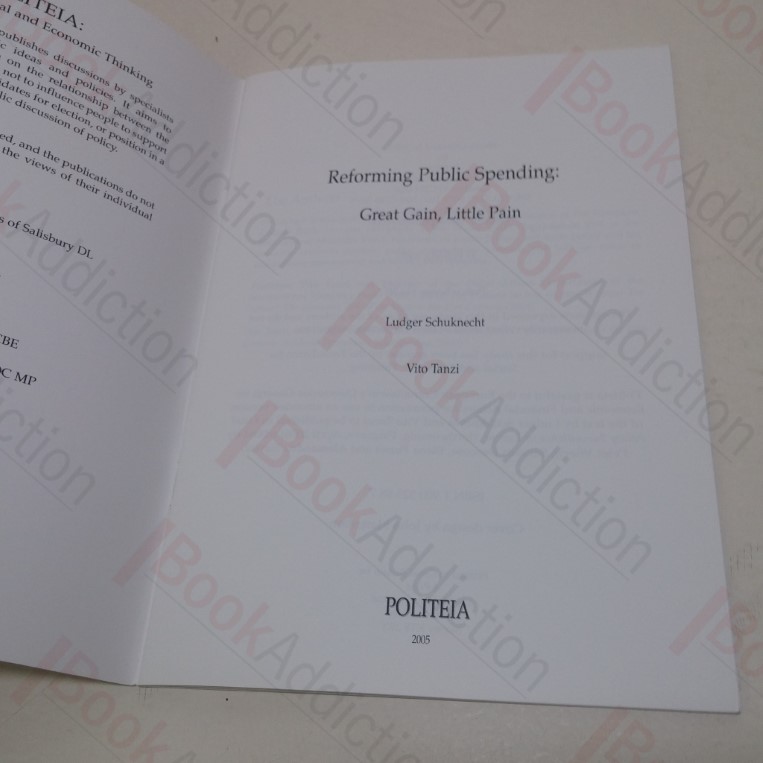 ITEIA:
al and Economic Thinking
publishes discussions by specialists
c ideas and policies. It aims to
on the relationship between the
not to influence people to support
idates for election, or position in a
lic discussion of policy.
ed, and the publications do not
the views of their individual
s of Salisbury DL
BE
C MP
Reforming Public Spending:
Great Gain, Little Pain
Ludger Schuknecht
Vito Tanzi
POLITEIA
2005
BookAddiction